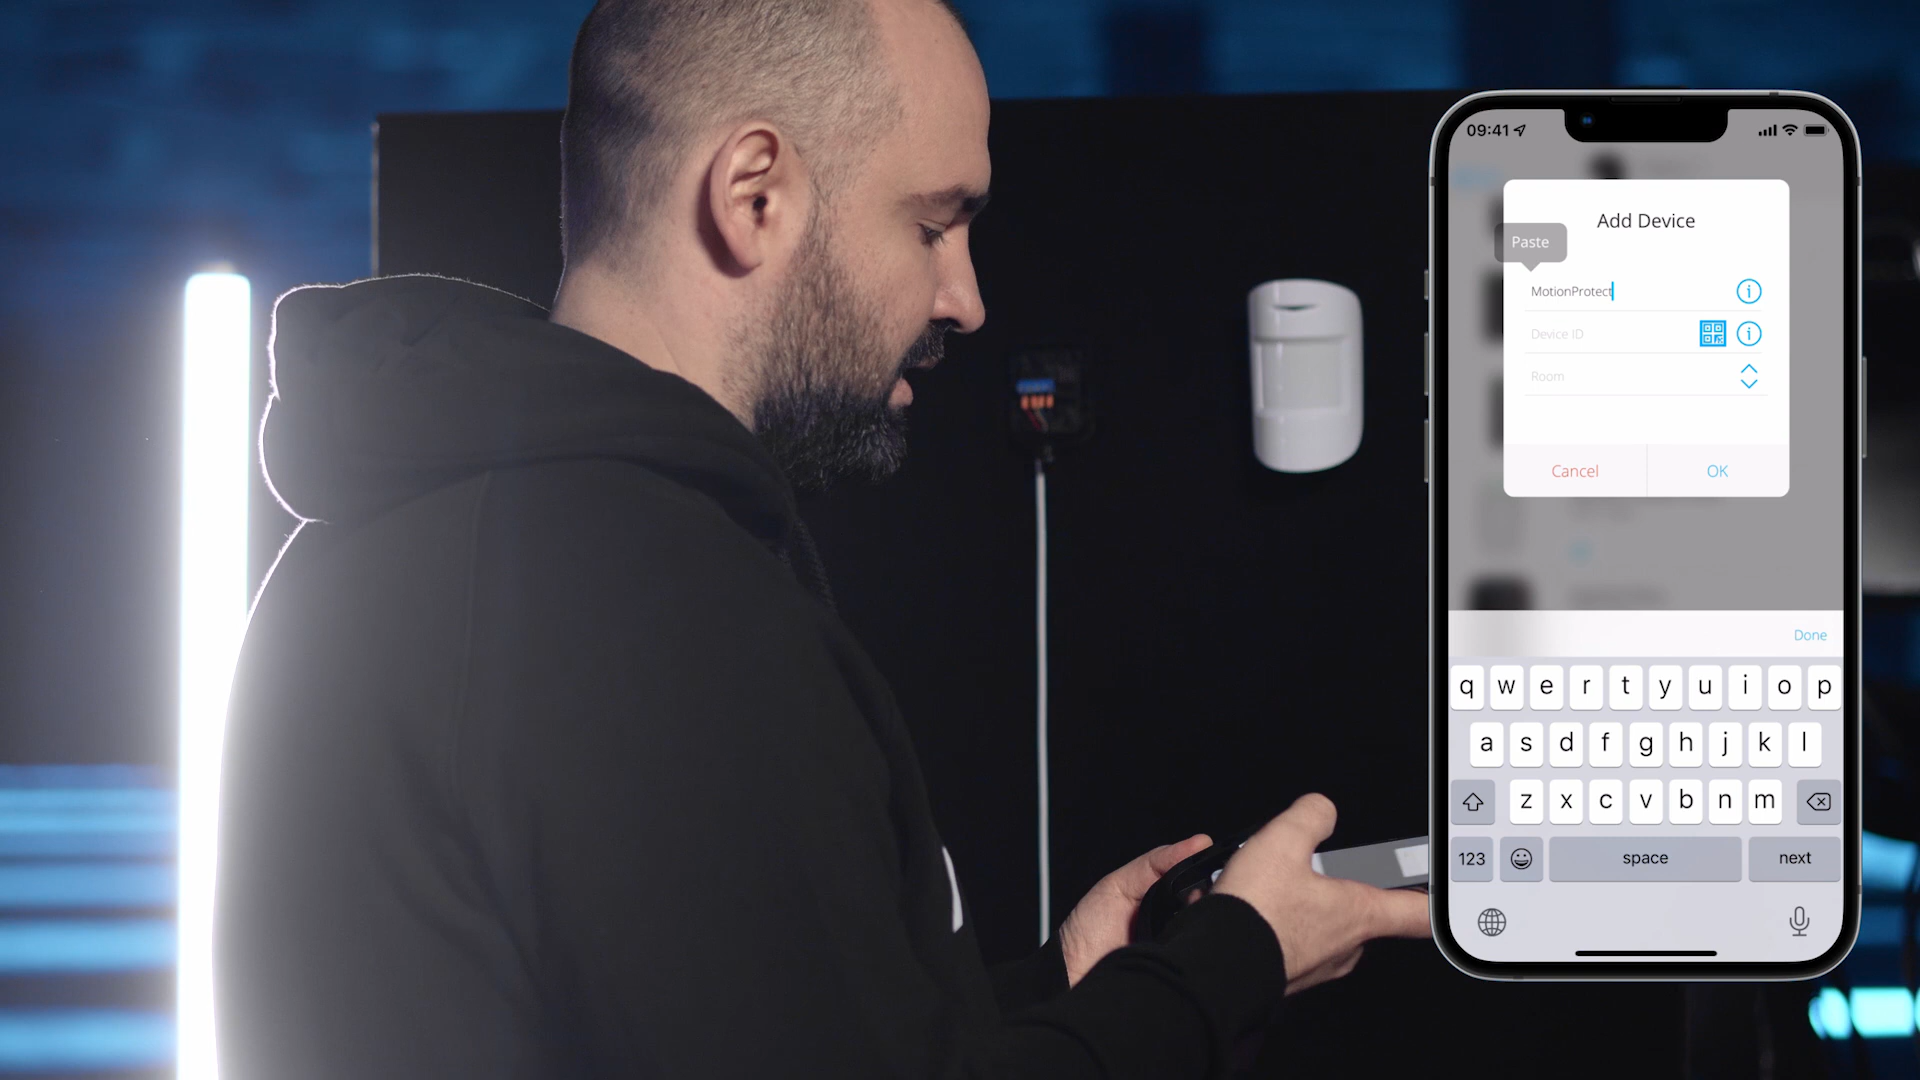 09:41
Add Device
Paste
MotionProtect
Device ID
Room
Cancel
OK
Done
q w e r t y u i o p
a s d f g h j k l
z x c v b n m
123
space
next